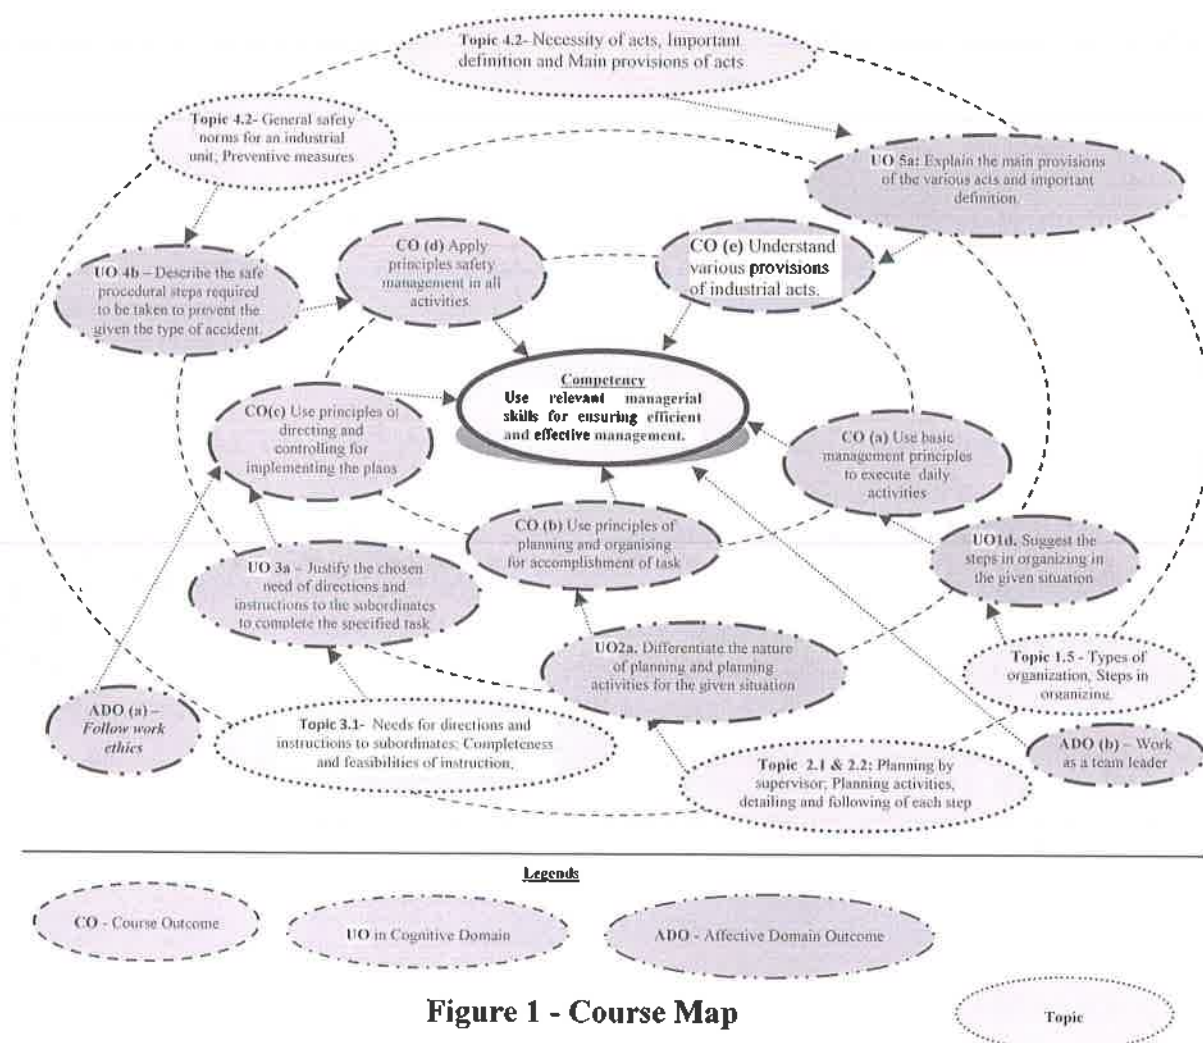 Topic 4.2- Necessity of acts, Important
definition and Main provisions of acts
Topic 4.2- General safety
norms for an industrial
unit; Preventive measures
UO 5a: Explain the main provisions
of the various acts and important
definition.
CO (d) Apply
principles safety
management in all
activities
CO (e) Understand
various provisions
of industrial acts.
UO 4b – Describe the safe
procedural steps required
to be taken to prevent the
given the type of accident.
Competency
Use relevant managerial
skills for ensuring efficient
and effective management.
CO(c) Use principles of
directing and
controlling for
implementing the plans
CO (a) Use basic
management principles
to execute daily
activities
CO (b) Use principles of
planning and organising
for accomplishment of task
UO1d. Suggest the
steps in organizing in
the given situation
UO 3a – Justify the chosen
need of directions and
instructions to the subordinates
to complete the specified task
UO2a. Differentiate the nature
of planning and planning
activities for the given situation
Topic 1.5 - Types of
organization, Steps in
organizing.
ADO (a) –
Follow work
ethics
Topic 3.1- Needs for directions and
instructions to subordinates; Completeness
and feasibilities of instruction,
ADO (b) – Work
as a team leader
Topic 2.1 & 2.2: Planning by
supervisor; Planning activities,
detailing and following of each step
Legends
CO - Course Outcome
UO in Cognitive Domain
ADO - Affective Domain Outcome
Figure 1 - Course Map
Topic